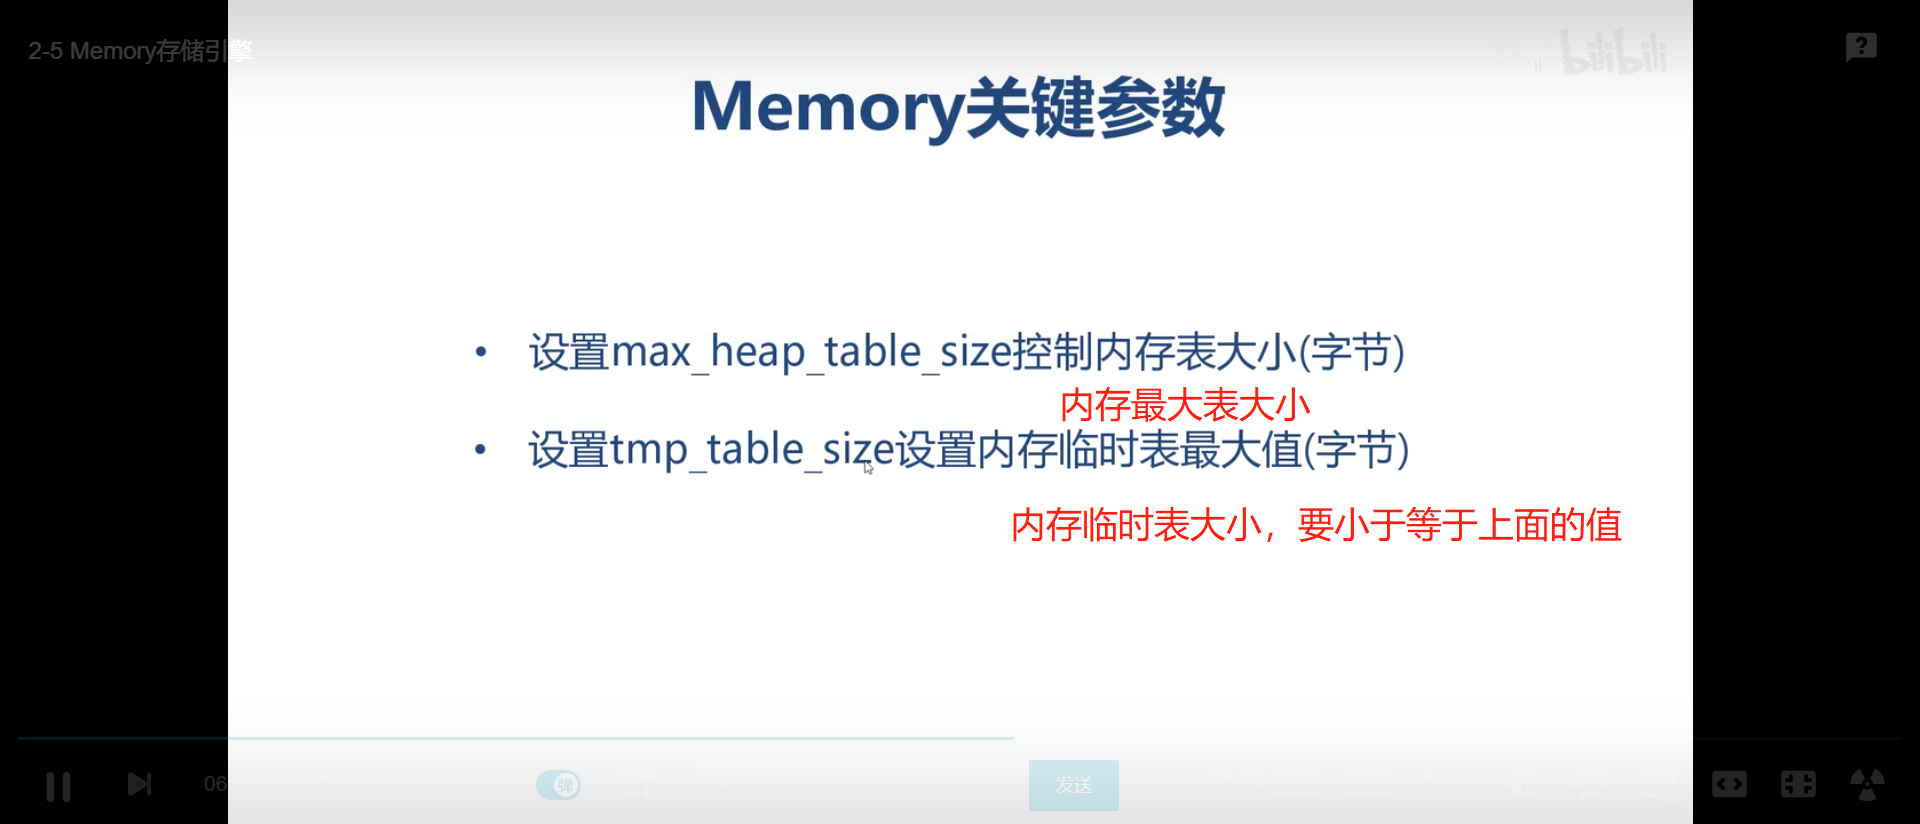 2-5 Memory存储引擎
bilibili
Memory关键参数
• 设置max_heap_table_size控制内存表大小(字节)
内存最大表大小
• 设置tmp_table_size设置内存临时表最大值(字节)
内存临时表大小，要小于等于上面的值
弹
发送